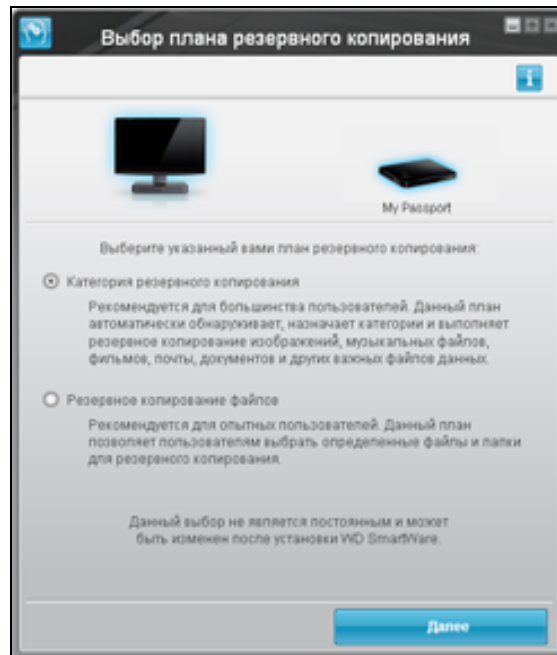 Выбор плана резервного копирования
My Passport
Выберите указанный вами план резервного копирования:
Категория резервного копирования
Рекомендуется для большинства пользователей. Данный план
автоматически обнаруживает, назначает категории и выполняет
резервное копирование изображений, музыкальных файлов,
фильмов, почты, документов и других важных файлов данных.
Резервное копирование файлов
Рекомендуется для опытных пользователей. Данный план
позволяет пользователям выбрать определенные файлы и папки
для резервного копирования.
Данный выбор не является постоянным и может
быть изменен после установки WD SmartWare.
Далее